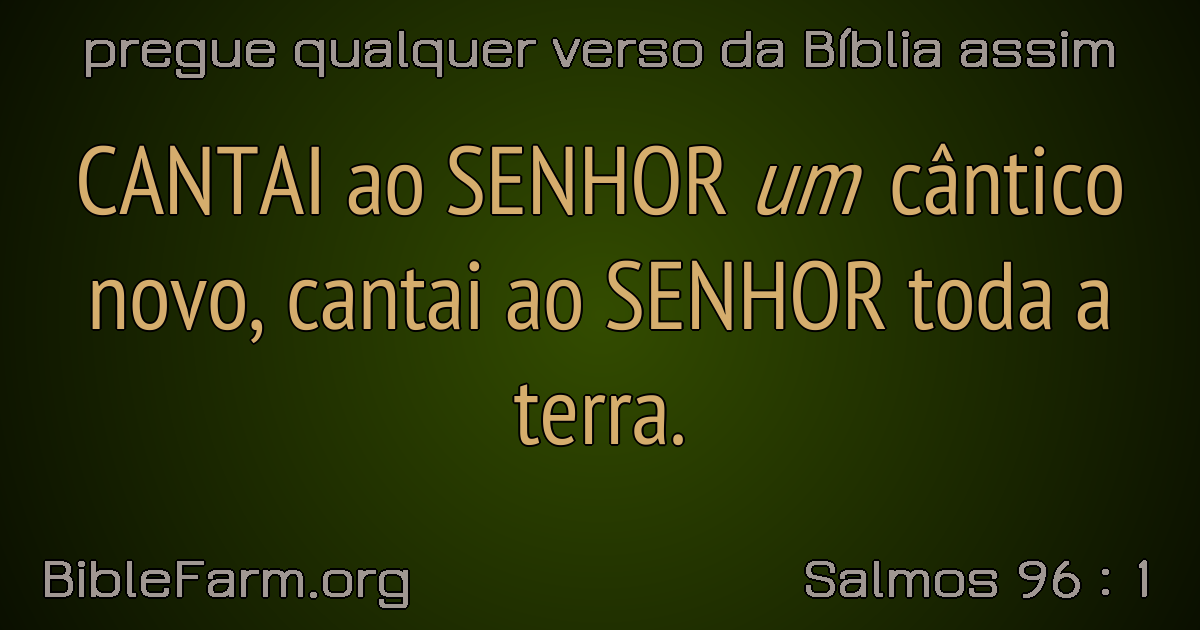 pregue qualquer verso da Bíblia assim
CANTAI ao SENHOR um cântico
novo, cantai ao SENHOR toda a
terra.
BibleFarm.org
Salmos 96 : 1